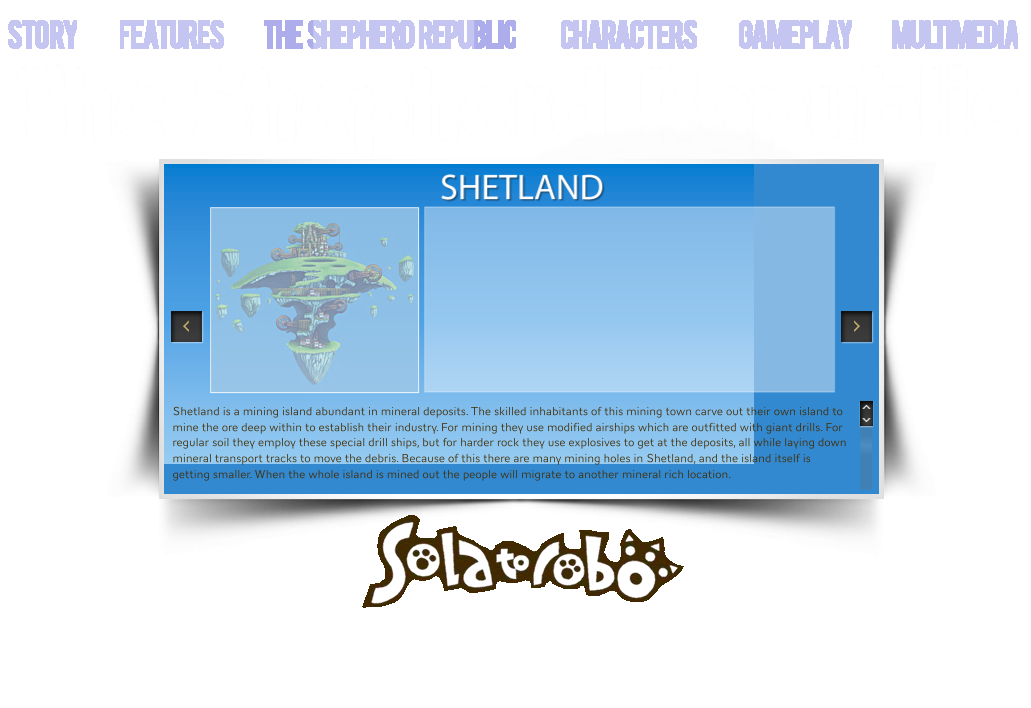 STORY FEATURES THE SHEPHERD REPUBLIC CHARACTERS GAMEPLAY MULTIMEDIA
SHETLAND
Shetland is a mining island abundant in mineral deposits. The skilled inhabitants of this mining town carve out their own island to
mine the ore deep within to establish their industry. For mining they use modified airships which are outfitted with giant drills. For
regular soil they employ these special drill ships, but for harder rock they use explosives to get at the deposits, all while laying down
mineral transport tracks to move the debris. Because of this there are many mining holes in Shetland, and the island itself is
getting smaller. When the whole island is mined out the people will migrate to another mineral rich location.
Solatorobo